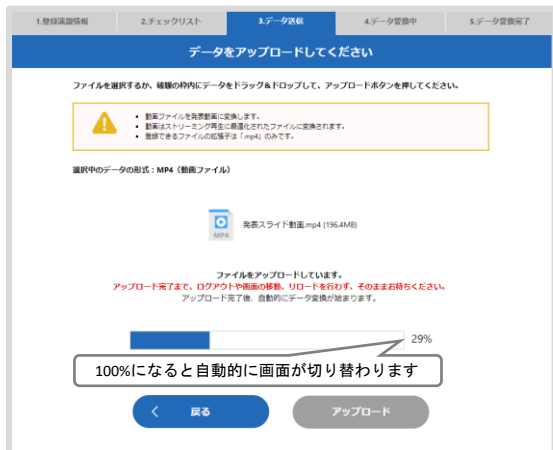 1.登録演題情報
2.チェックリスト
3.データ送信
4.データ変換中
5.データ変換完了
データをアップロードしてください
ファイルを選択するか、破線の枠内にデータをドラッグ&ドロップして、アップロードボタンを押してください。
• 動画ファイルを発表動画に変換します。
• 動画はストリーミング再生に最適化されたファイルに変換されます。
• 登録できるファイルの拡張子は「.mp4」のみです。
選択中のデータの形式：MP4（動画ファイル）
MP4
発表スライド動画.mp4 (196.4MB)
ファイルをアップロードしています。
アップロード完了まで、ログアウトや画面の移動、リロードを行わず、そのままお待ちください。
アップロード完了後、自動的にデータ変換が始まります。
29%
100%になると自動的に画面が切り替わります
戻る
アップロード